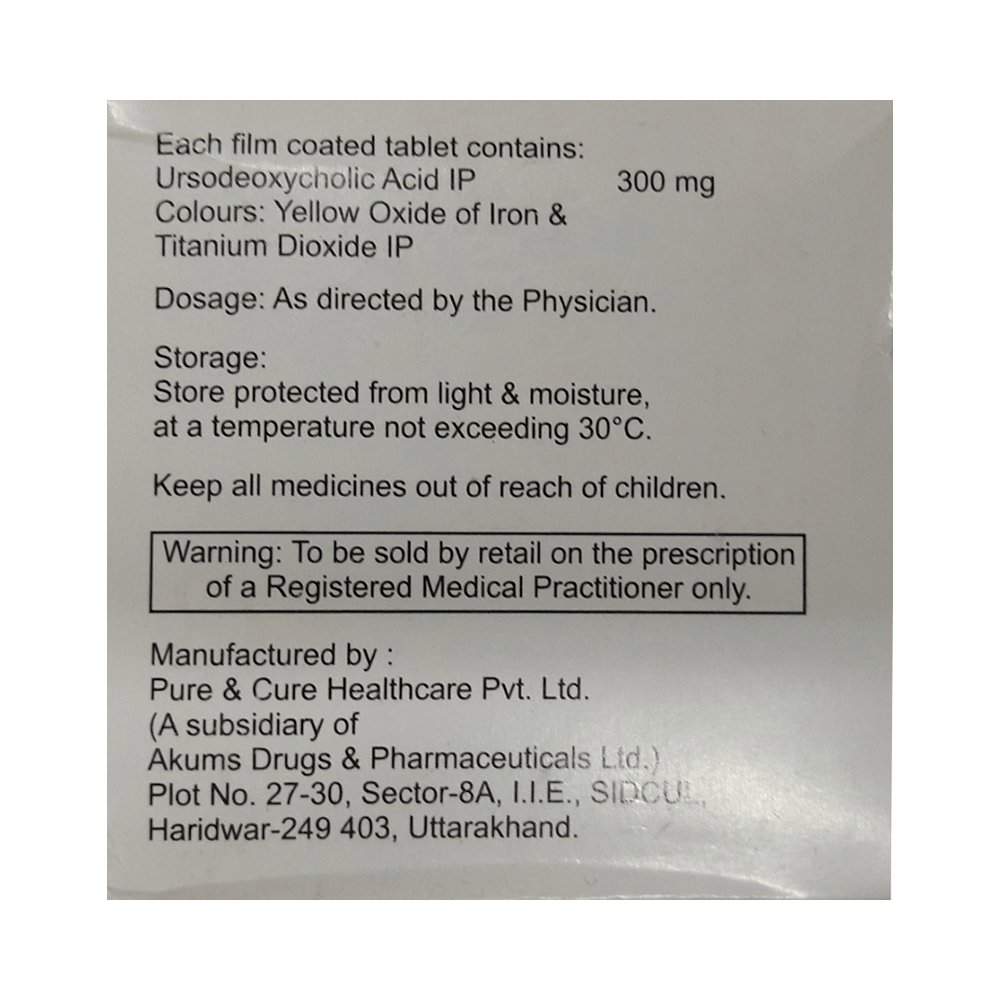 Each film coated tablet contains:
Ursodeoxycholic Acid IP 300 mg
Colours: Yellow Oxide of Iron &
Titanium Dioxide IP
Dosage: As directed by the Physician.
Storage:
Store protected from light & moisture,
at a temperature not exceeding 30°C.
Keep all medicines out of reach of children.
Warning: To be sold by retail on the prescription
of a Registered Medical Practitioner only.
Manufactured by :
Pure & Cure Healthcare Pvt. Ltd.
(A subsidiary of
Akums Drugs & Pharmaceuticals Ltd.)
Plot No. 27-30, Sector-8A, I.I.E., SIDCUL,
Haridwar-249 403, Uttarakhand.